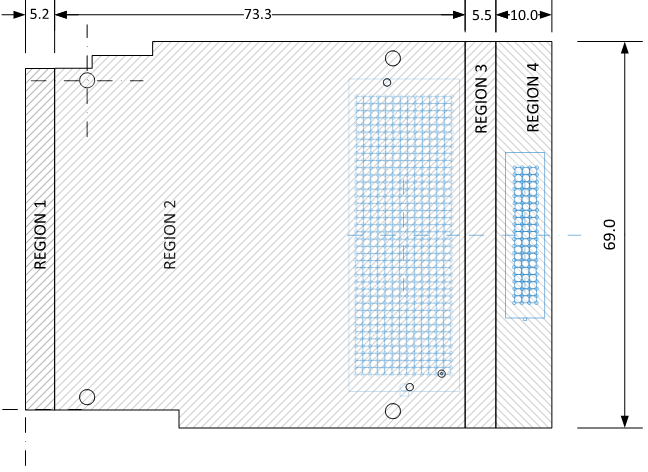 5.2
73.3
5.5
10.0
REGION 1
REGION 2
REGION 3
REGION 4
69.0